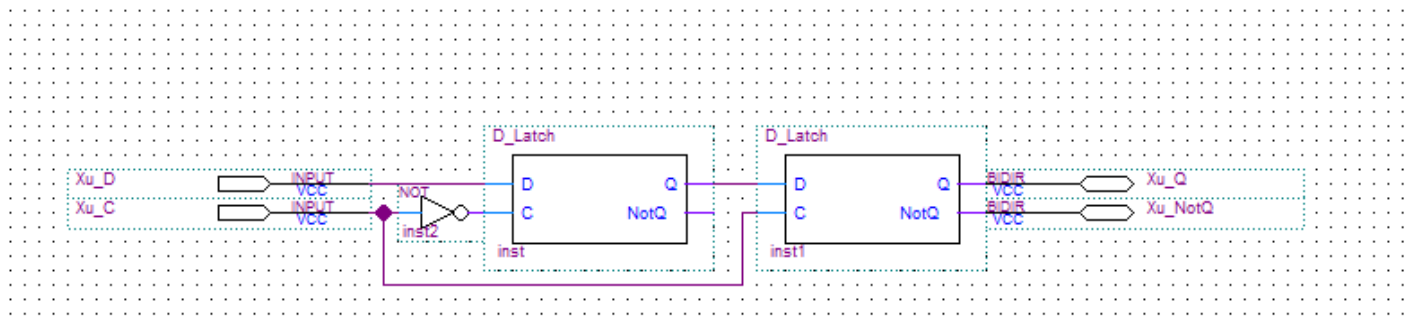 D_Latch
D_Latch
Xu_D
INPUT
VCC
Xu_C
INPUT
VCC
NOT
inst2
D
Q
C
NotQ
inst
D
Q
C
NotQ
inst1
BIDIR
VCC
Xu_Q
BIDIR
VCC
Xu_NotQ